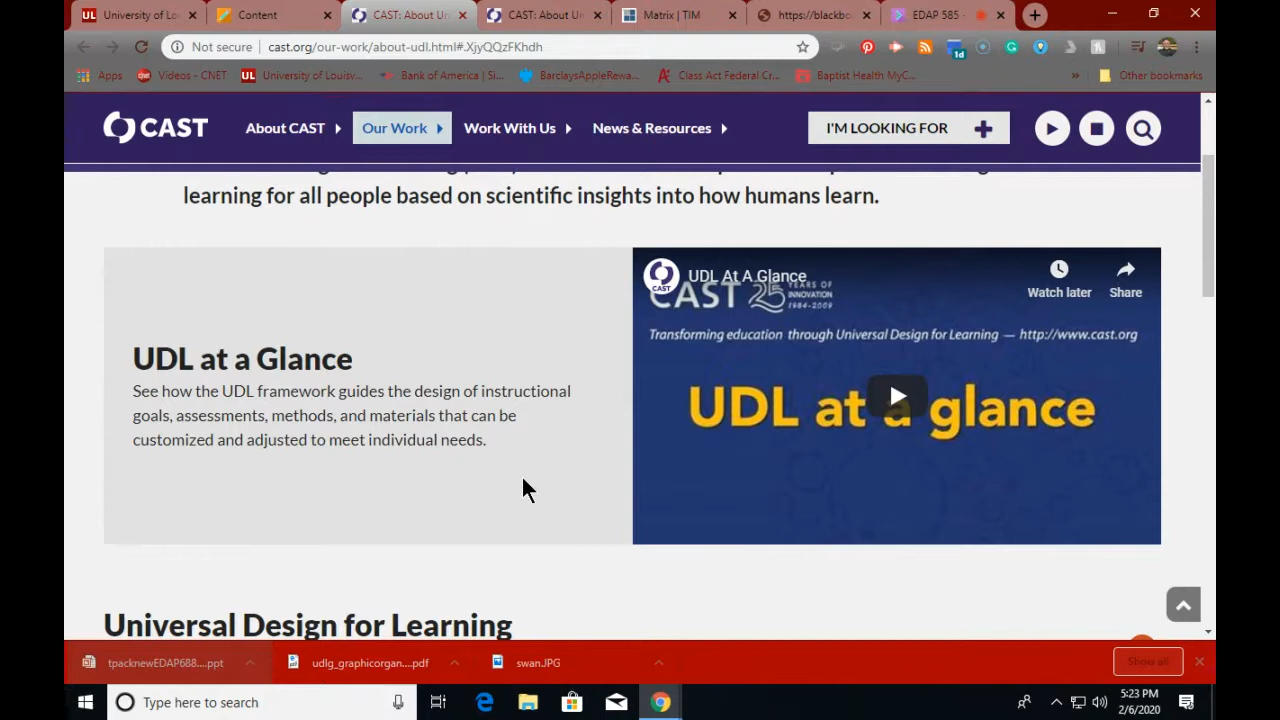 University of Lo
Content
CAST: About Un
CAST: About Un
Matrix | TIM
https://blackbo
EDAP 585 -
Not secure | cast.org/our-work/about-udl.html#.XjyQQzFKhdh
1d
Apps
Videos - CNET
University of Louisv...
Bank of America | Si...
BarclaysAppleRewa...
Class Act Federal Cr...
Baptist Health MyC...
»
Other bookmarks
CAST
About CAST
Our Work
Work With Us
News & Resources
I'M LOOKING FOR
learning for all people based on scientific insights into how humans learn.
UDL at a Glance
See how the UDL framework guides the design of instructional
goals, assessments, methods, and materials that can be
customized and adjusted to meet individual needs.
CAST
UDL At A Glance
Watch later
Share
CAST 25 YEARS OF INNOVATION 1984-2009
Transforming education through Universal Design for Learning — http://www.cast.org
UDL at a glance
Universal Design for Learning
tpacknewEDAP688....ppt
udlg_graphicorgan....pdf
swan.JPG
Show all
Type here to search
5:23 PM
2/6/2020